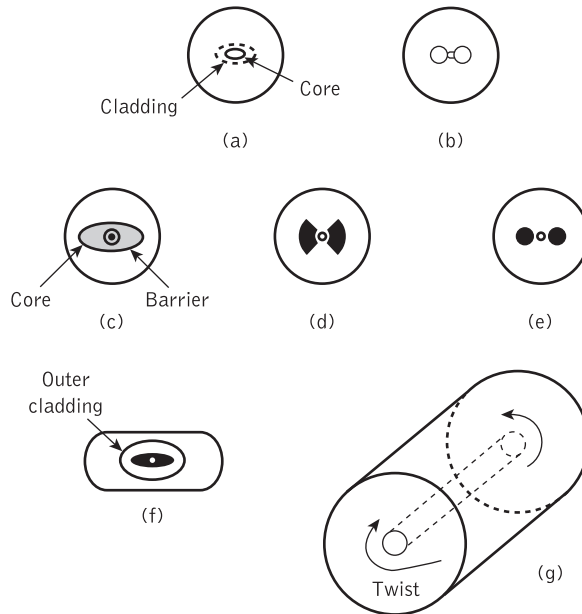 Cladding
Core
(a)
(b)
Core
Barrier
(c)
(d)
(e)
Outer
cladding
(f)
Twist
(g)